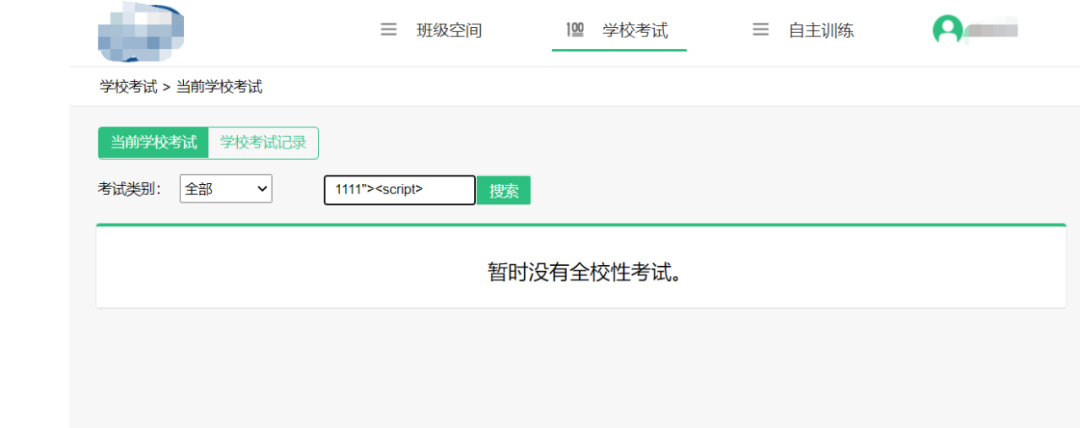 班级空间 学校考试 自主训练
学校考试 > 当前学校考试
当前学校考试 学校考试记录
考试类别： 全部 1111"><script> 搜索
暂时没有全校性考试。